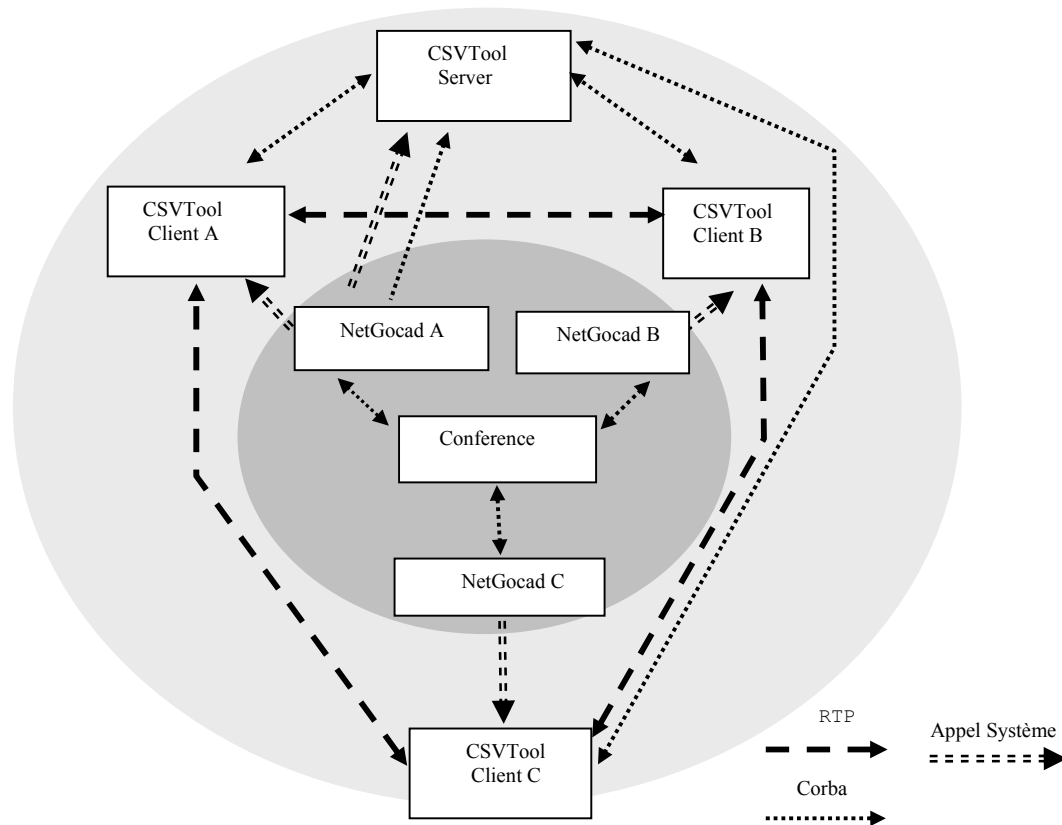 CSVTool
Server
CSVTool
Client A
CSVTool
Client B
NetGocad A
NetGocad B
Conference
NetGocad C
CSVTool
Client C
RTP
Appel Système
Corba